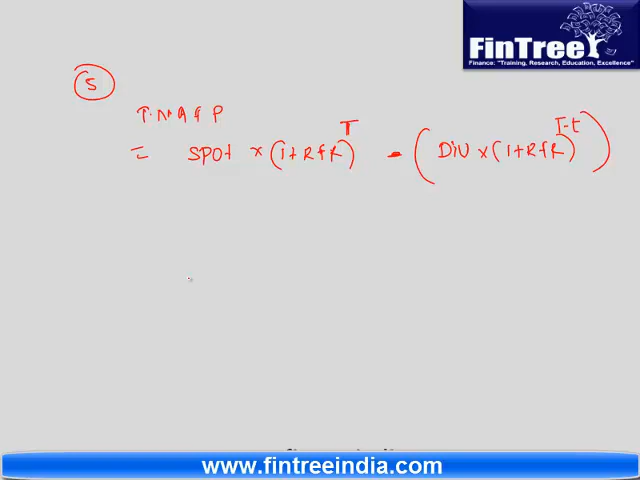 FinTree
Finance: "Training, Research, Education, Excellence"
5
T. N A F P
= SPOT × (1+RfR)^T - (Div × (1+RfR)^T-t)
www.fintreeindia.com